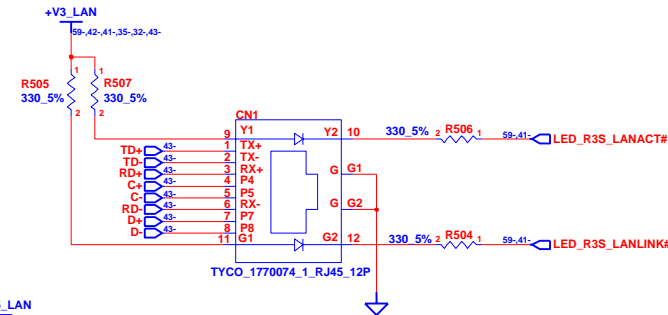 +V3_LAN
59-,42-,41-,35-,32-,43-
1 1
R505 R507
330_5% 330_5%
2 2
CN1
9 Y1 Y2 10 330_5% 2 R506 1 59-,41- LED_R3S_LANACT#
TD+ 43- 1 TX+
TD- 43- 2 TX-
RD+ 43- 3 RX+ G G1
C+ 43- 4 P4
C- 43- 5 P5
RD- 43- 6 RX- G G2
D+ 43- 7 P7
D- 43- 8 P8
11 G1 G2 12 330_5% 2 R504 1 59-,41- LED_R3S_LANLINK#
TYCO_1770074_1_RJ45_12P
_LAN